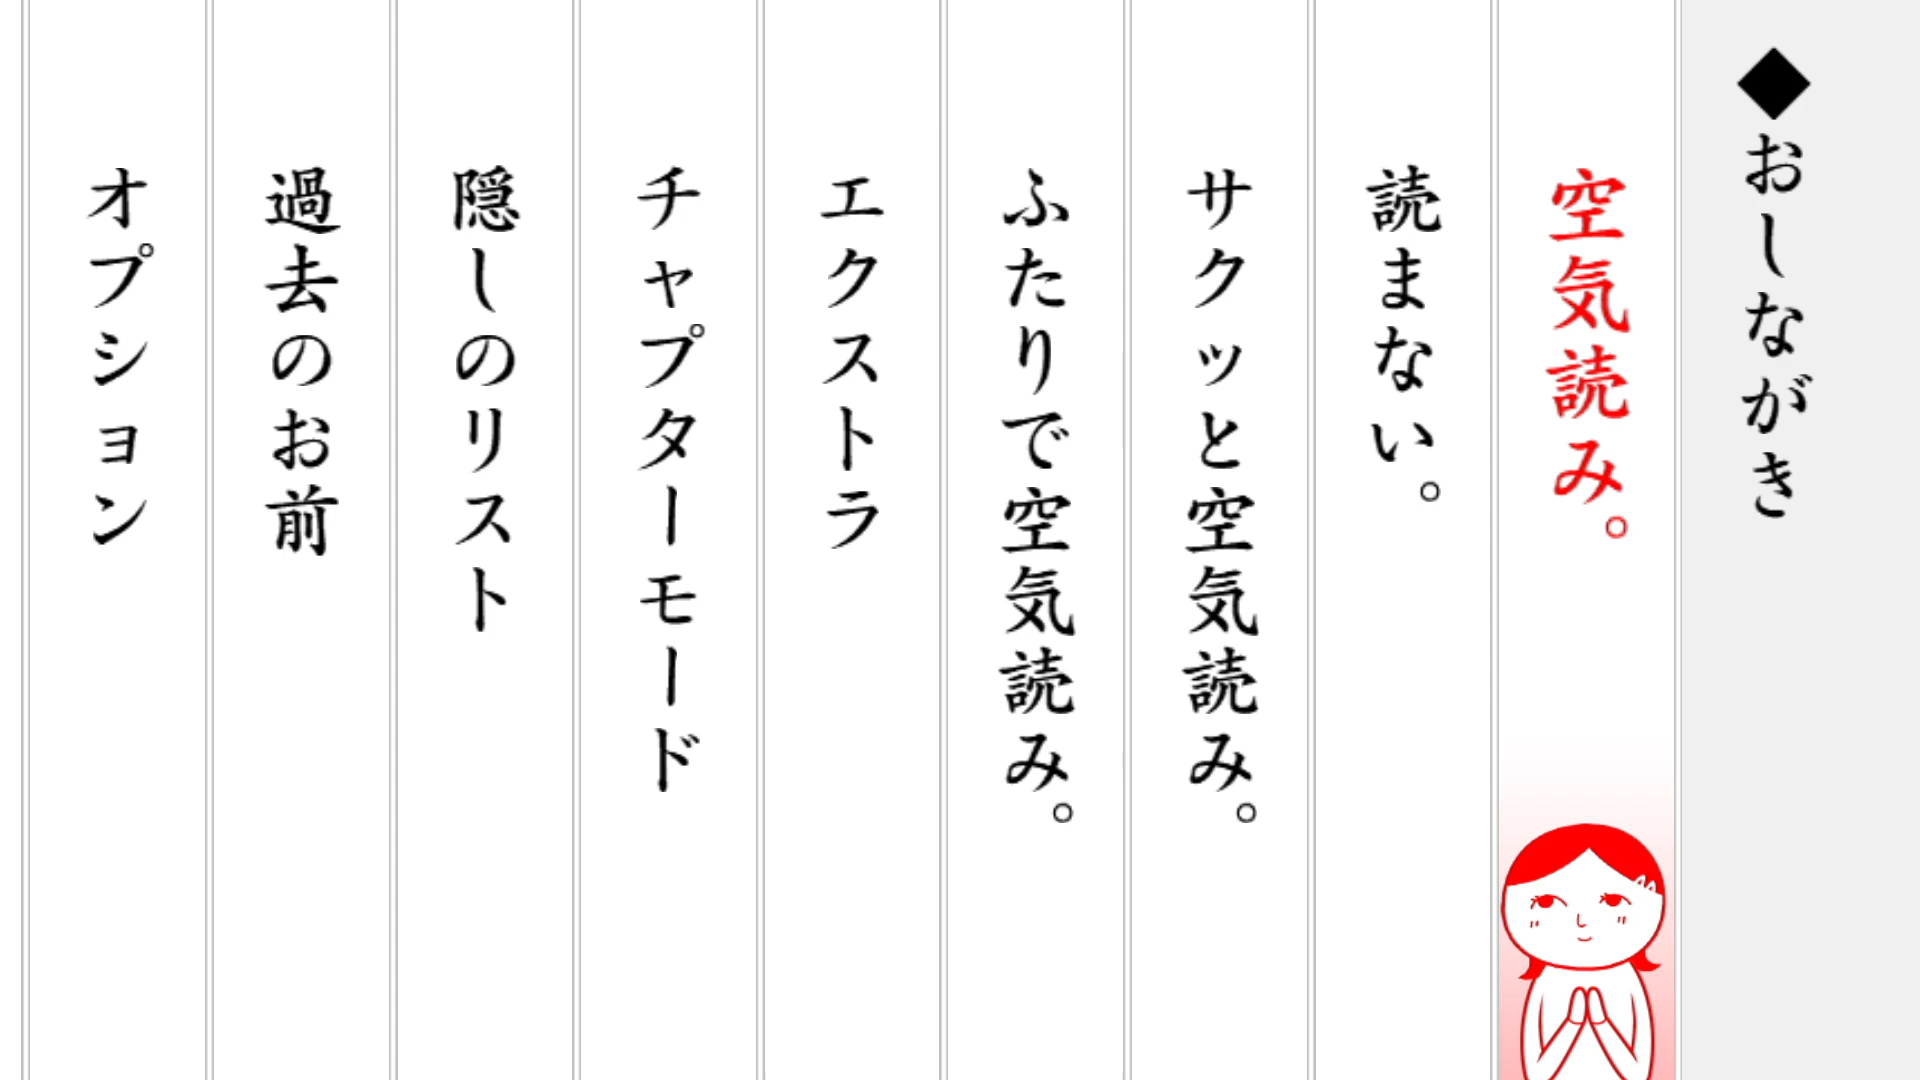 ◆おしながき
空気読み。
読まない。
サクッと空気読み。
ふたりで空気読み。
エクストラ
チャプターモード
隠しのリスト
過去のお前
オプション